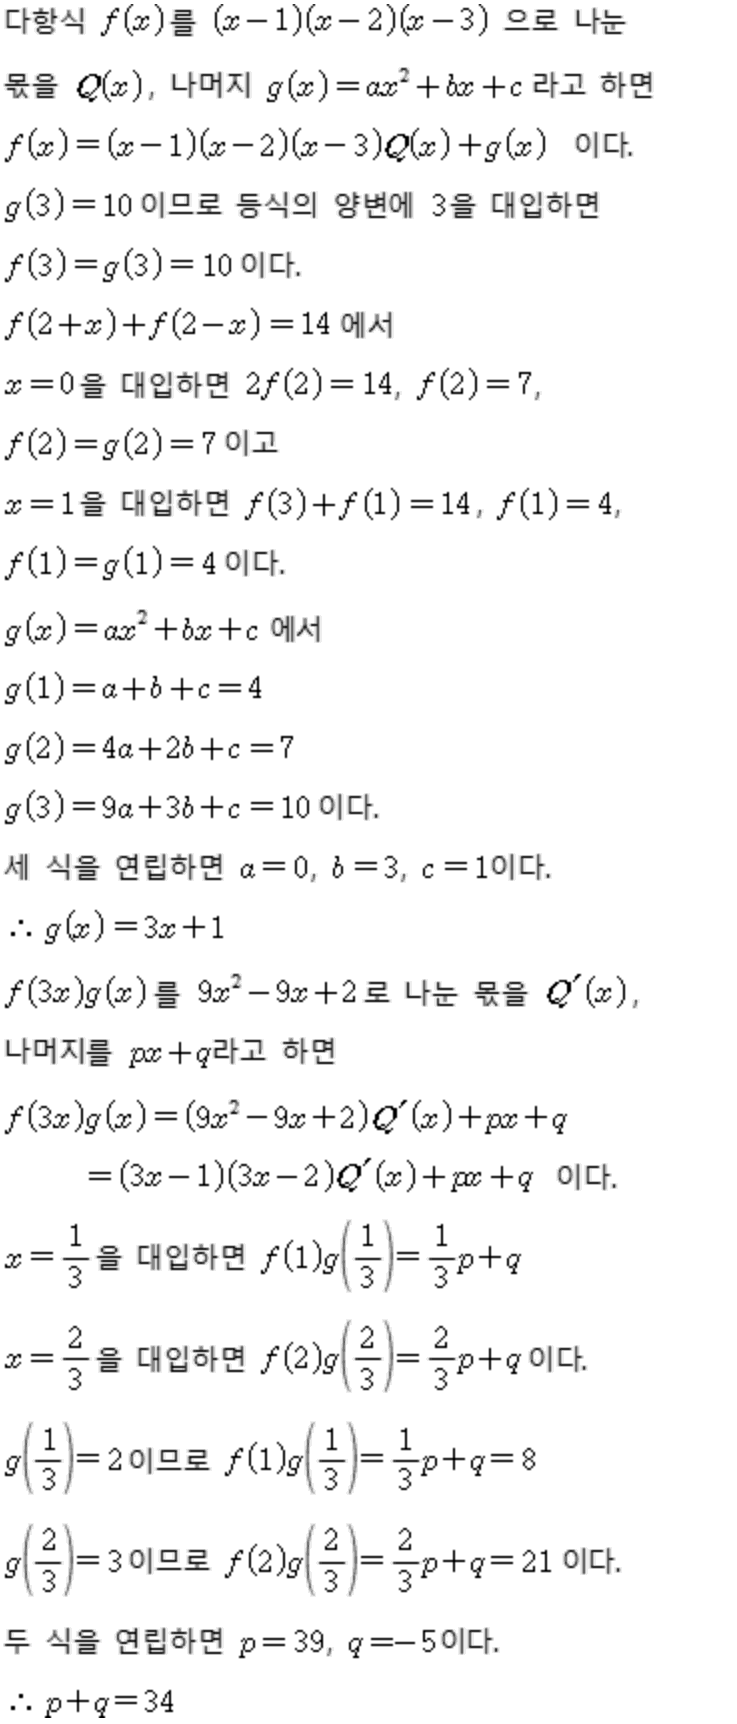 다항식 f(x)를 (x-1)(x-2)(x-3) 으로 나눈
몫을 Q(x), 나머지 g(x)=ax²+bx+c 라고 하면
f(x)=(x-1)(x-2)(x-3)Q(x)+g(x) 이다.
g(3)=10 이므로 등식의 양변에 3을 대입하면
f(3)=g(3)=10 이다.
f(2+x)+f(2-x)=14 에서
x=0을 대입하면 2f(2)=14, f(2)=7,
f(2)=g(2)=7 이고
x=1을 대입하면 f(3)+f(1)=14, f(1)=4,
f(1)=g(1)=4 이다.
g(x)=ax²+bx+c 에서
g(1)=a+b+c=4
g(2)=4a+2b+c=7
g(3)=9a+3b+c=10 이다.
세 식을 연립하면 a=0, b=3, c=1이다.
∴ g(x)=3x+1
f(3x)g(x)를 9x²-9x+2로 나눈 몫을 Q′(x),
나머지를 px+q라고 하면
f(3x)g(x)=(9x²-9x+2)Q′(x)+px+q
=(3x-1)(3x-2)Q′(x)+px+q 이다.
x=1/3을 대입하면 f(1)g(1/3)=1/3p+q
x=2/3을 대입하면 f(2)g(2/3)=2/3p+q 이다.
g(1/3)=2이므로 f(1)g(1/3)=1/3p+q=8
g(2/3)=3이므로 f(2)g(2/3)=2/3p+q=21 이다.
두 식을 연립하면 p=39, q=-5이다.
∴ p+q=34